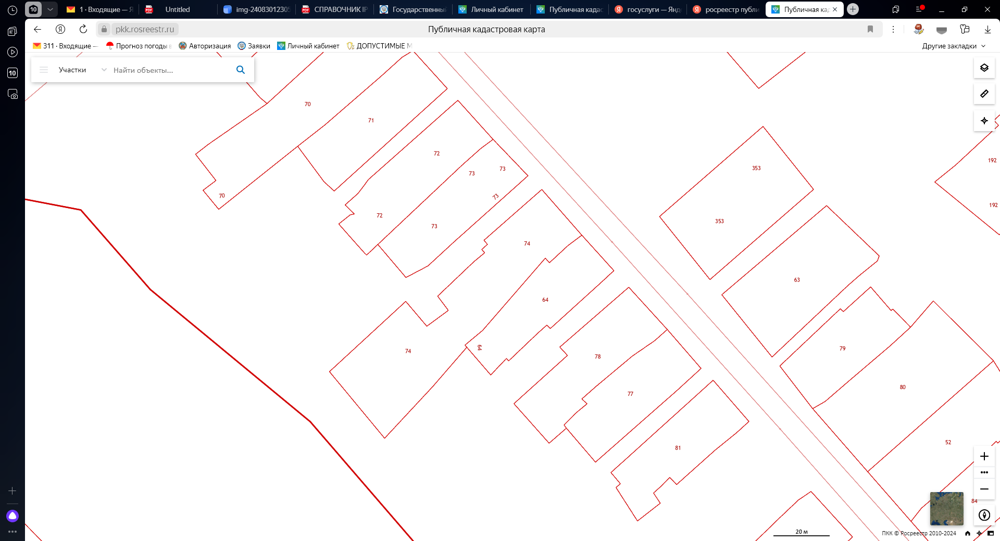 10
1 · Входящие — Я
Untitled
img-24083012305
СПРАВОЧНИК IP
Государственный
Личный кабинет
Публичная кадас
госуслуги — Янд
росреестр публи
Публичная ка
pkk.rosreestr.ru
Публичная кадастровая карта
311 · Входящие —
Прогноз погоды в
Авторизация
Заявки
Личный кабинет
ДОПУСТИМЫЕ М
Другие закладки
10
Участки
Найти объекты...
70
71
72
73
73
353
192
70
73
192
72
73
353
74
63
64
64
74
78
79
77
80
81
52
84
20 м
ПКК © Росреестр 2010-2024